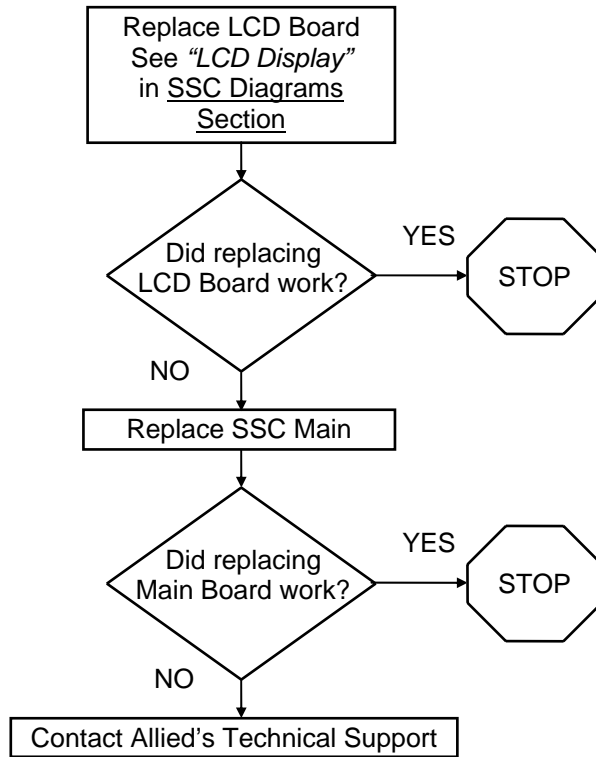 Replace LCD Board
See “LCD Display”
in SSC Diagrams
Section
Did replacing
LCD Board work?
YES
STOP
NO
Replace SSC Main
Did replacing
Main Board work?
YES
STOP
NO
Contact Allied's Technical Support